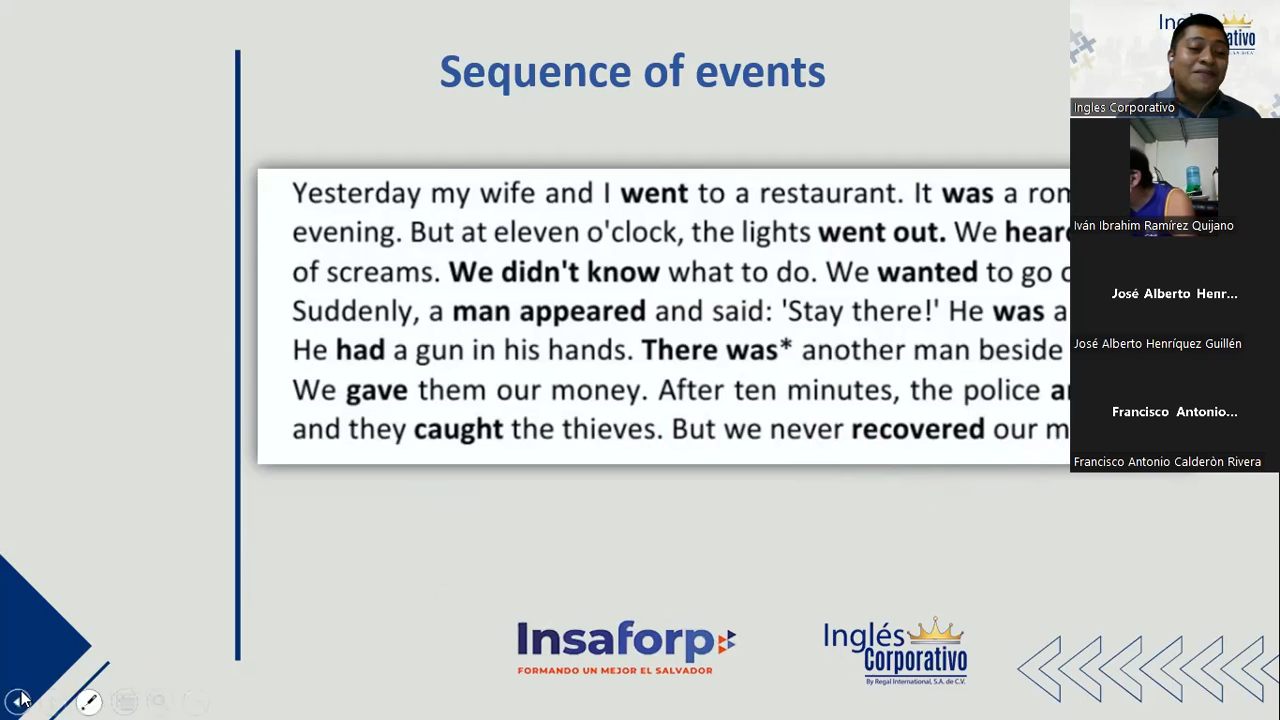 Sequence of events
Yesterday my wife and I went to a restaurant. It was a
evening. But at eleven o'clock, the lights went out. We
of screams. We didn't know what to do. We wanted to go
Suddenly, a man appeared and said: 'Stay there!' He was a
He had a gun in his hands. There was* another man beside
We gave them our money. After ten minutes, the police
and they caught the thieves. But we never recovered our
Insaforp
FORMANDO UN MEJOR EL SALVADOR
Inglés
Corporativo
By Regal International, S.A. de C.V.
Ingles Corporativo
Iván Ibrahim Ramírez Quijano
José Alberto Henr...
José Alberto Henríquez Guillén
Francisco Antonio...
Francisco Antonio Calderòn Rivera